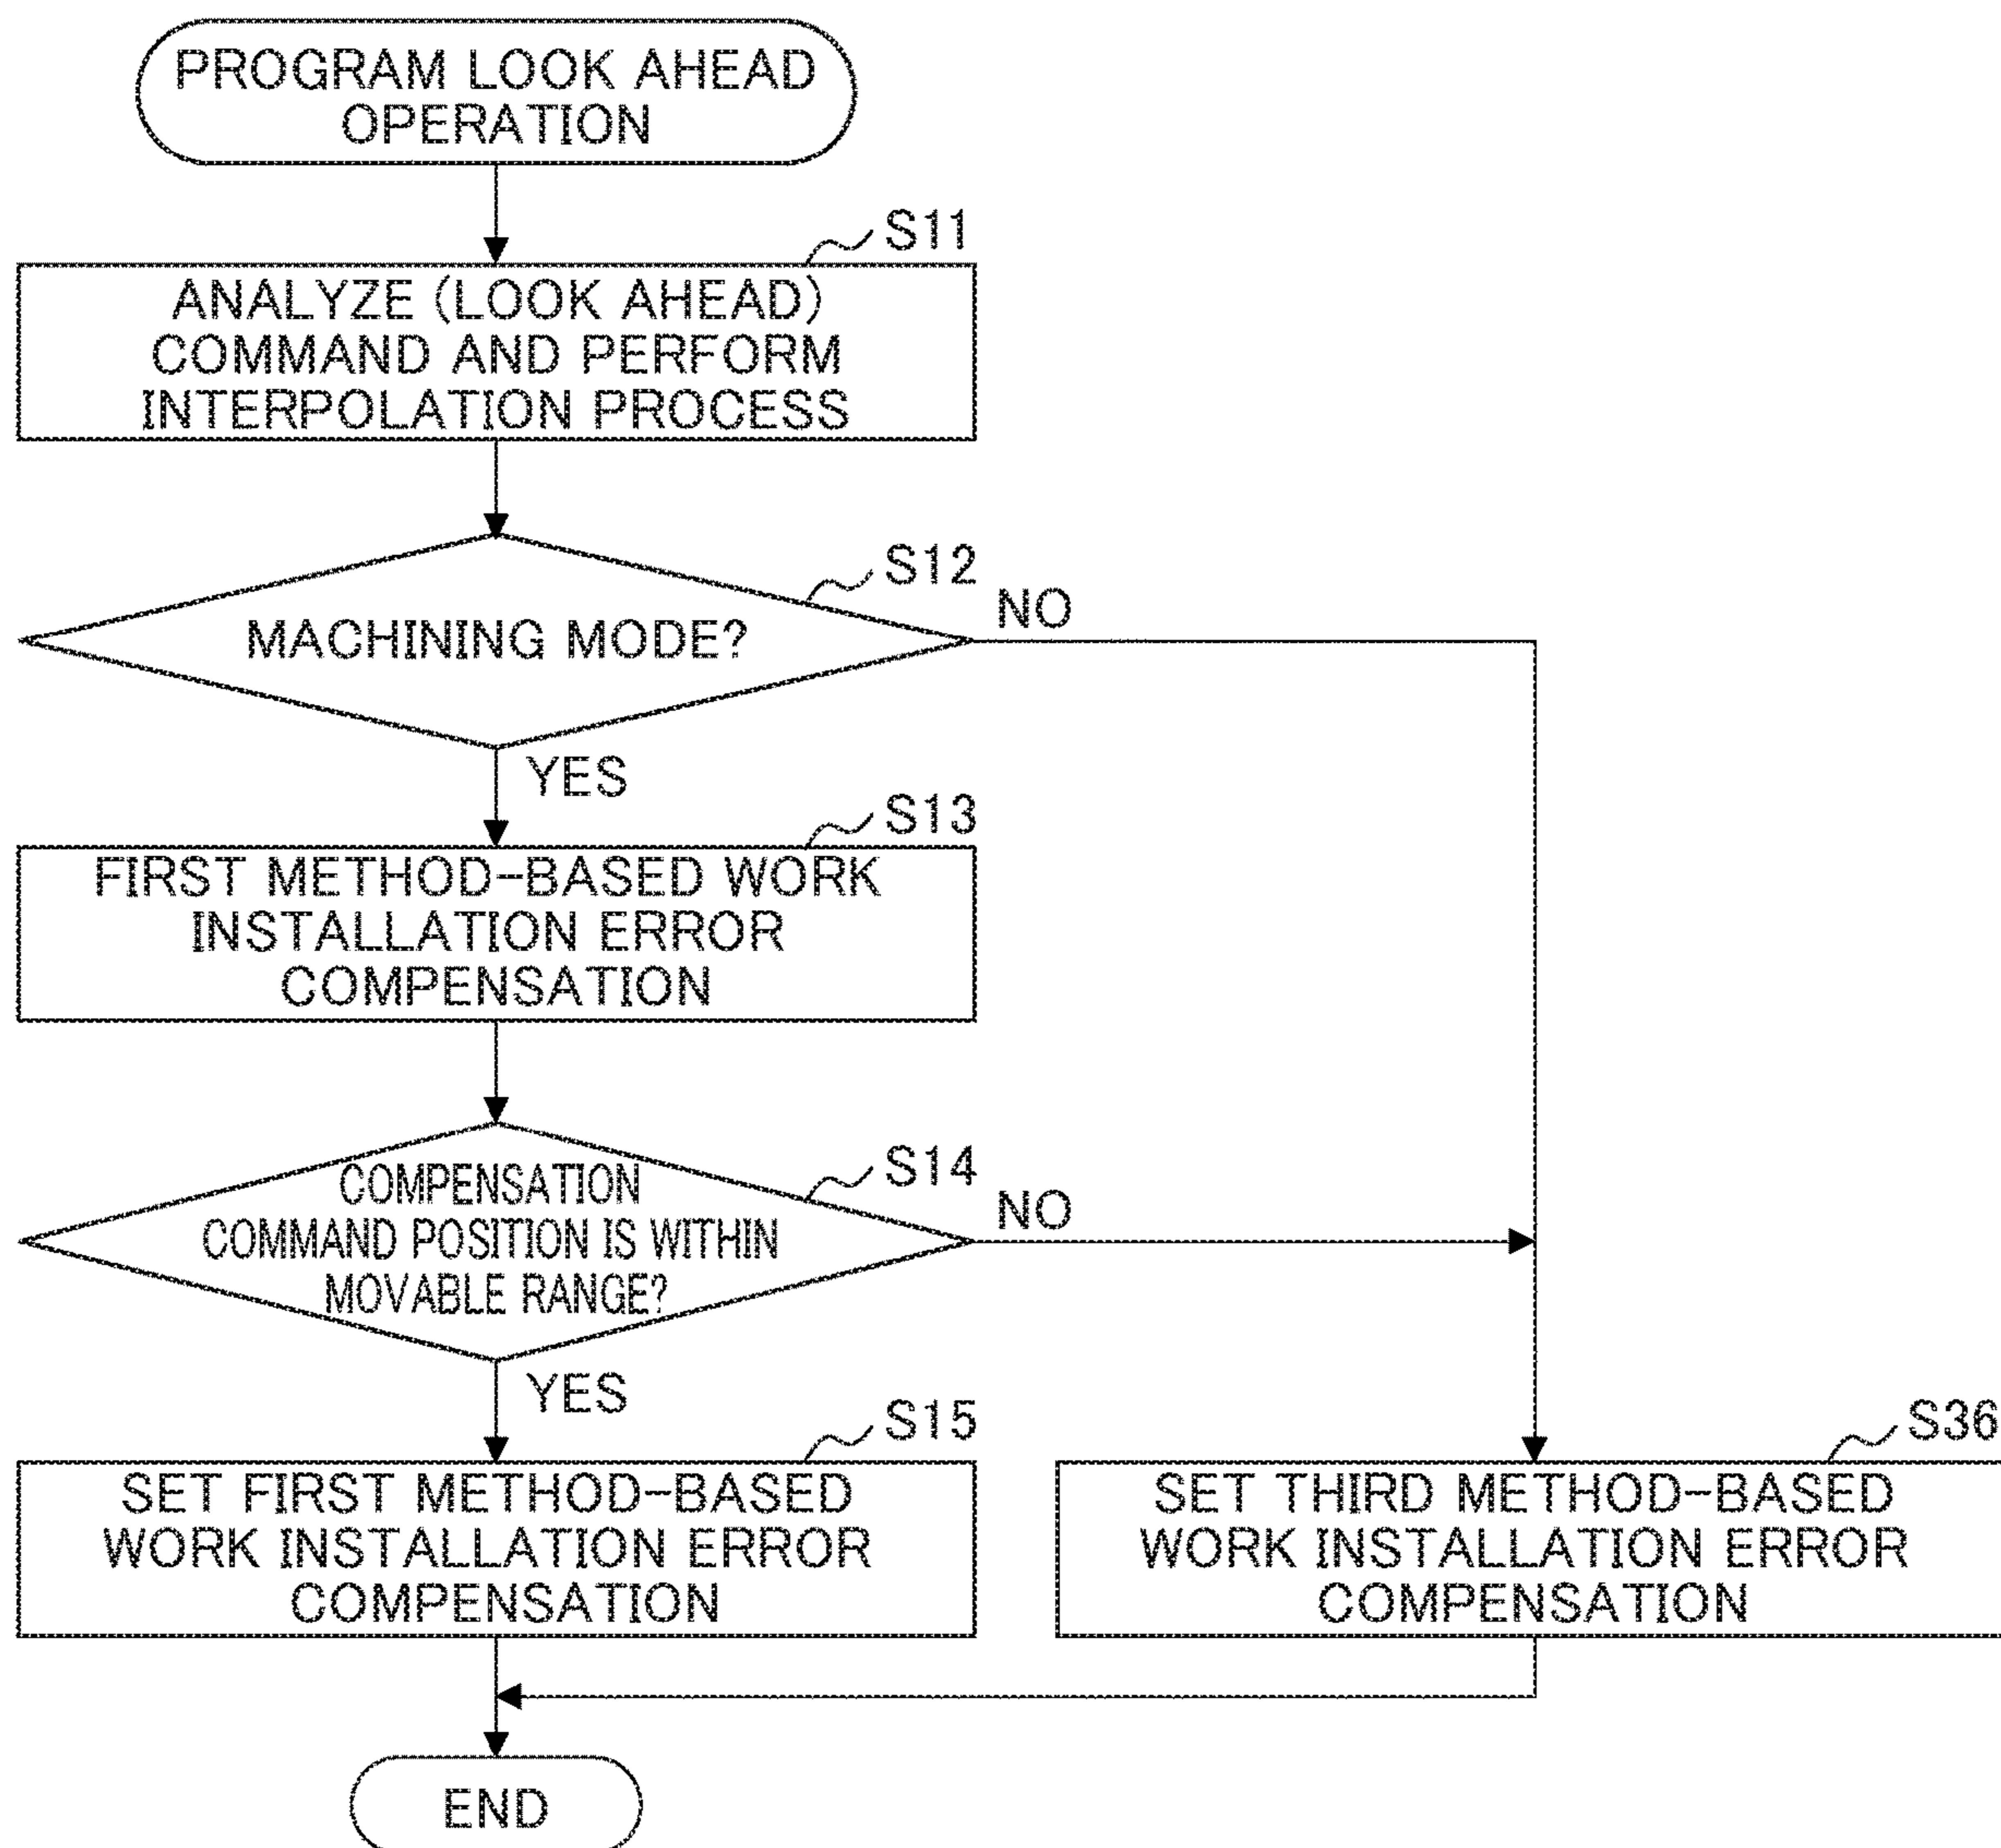 PROGRAM LOOK AHEAD
OPERATION
S11
ANALYZE (LOOK AHEAD)
COMMAND AND PERFORM
INTERPOLATION PROCESS
S12
MACHINING MODE?
NO
YES
S13
FIRST METHOD-BASED WORK
INSTALLATION ERROR
COMPENSATION
S14
COMPENSATION
COMMAND POSITION IS WITHIN
MOVABLE RANGE?
NO
YES
S15
SET FIRST METHOD-BASED
WORK INSTALLATION ERROR
COMPENSATION
S36
SET THIRD METHOD-BASED
WORK INSTALLATION ERROR
COMPENSATION
END